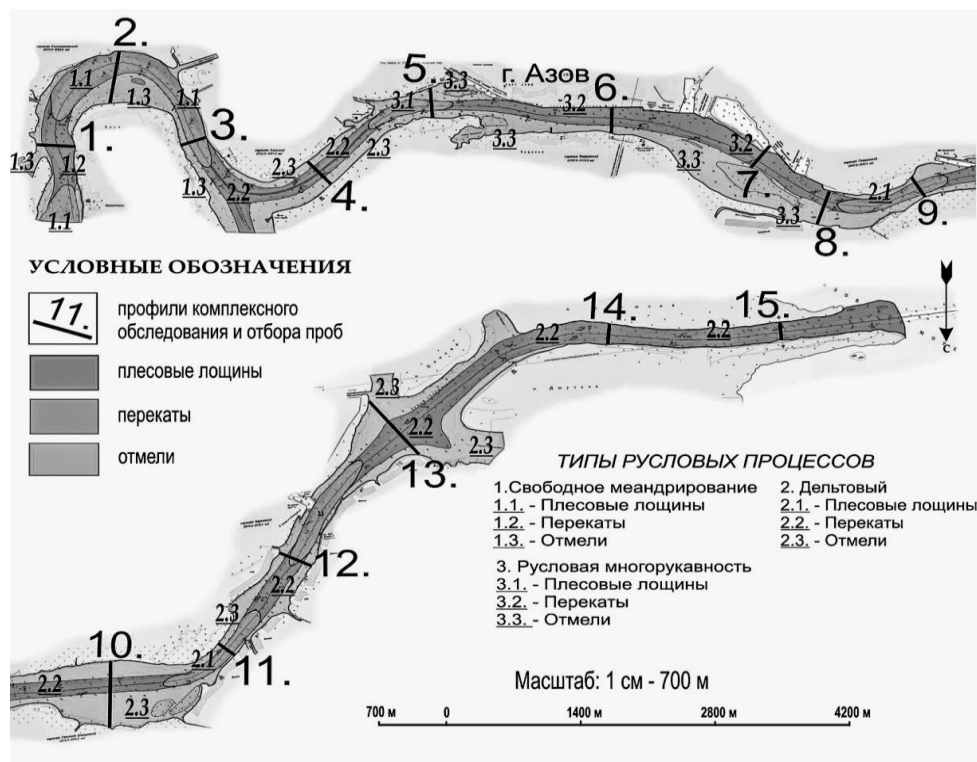 2.
1.1
1.3
1.1
1.
1.3
1.2
1.1
3.
1.3
2.2
2.3
2.2
2.3
4.
3.1
5.
3.3
г. Азов
3.3
3.2
6.
3.2
3.3
7.
3.3
8.
2.1
9.
УСЛОВНЫЕ ОБОЗНАЧЕНИЯ
11.
профили комплексного
обследования и отбора проб
плесовые лощины
перекаты
отмели
С
2.2
14.
2.2
15.
2.3
2.2
2.3
13.
12.
2.2
2.3
2.1
11.
10.
2.2
2.3
ТИПЫ РУСЛОВЫХ ПРОЦЕССОВ
1.Свободное меандрирование
1.1. - Плесовые лощины
1.2. - Перекаты
1.3. - Отмели
2. Дельтовый
2.1. - Плесовые лощины
2.2. - Перекаты
2.3. - Отмели
3. Русловая многорукавность
3.1. - Плесовые лощины
3.2. - Перекаты
3.3. - Отмели
Масштаб: 1 см - 700 м
700 м 0 1400 м 2800 м 4200 м